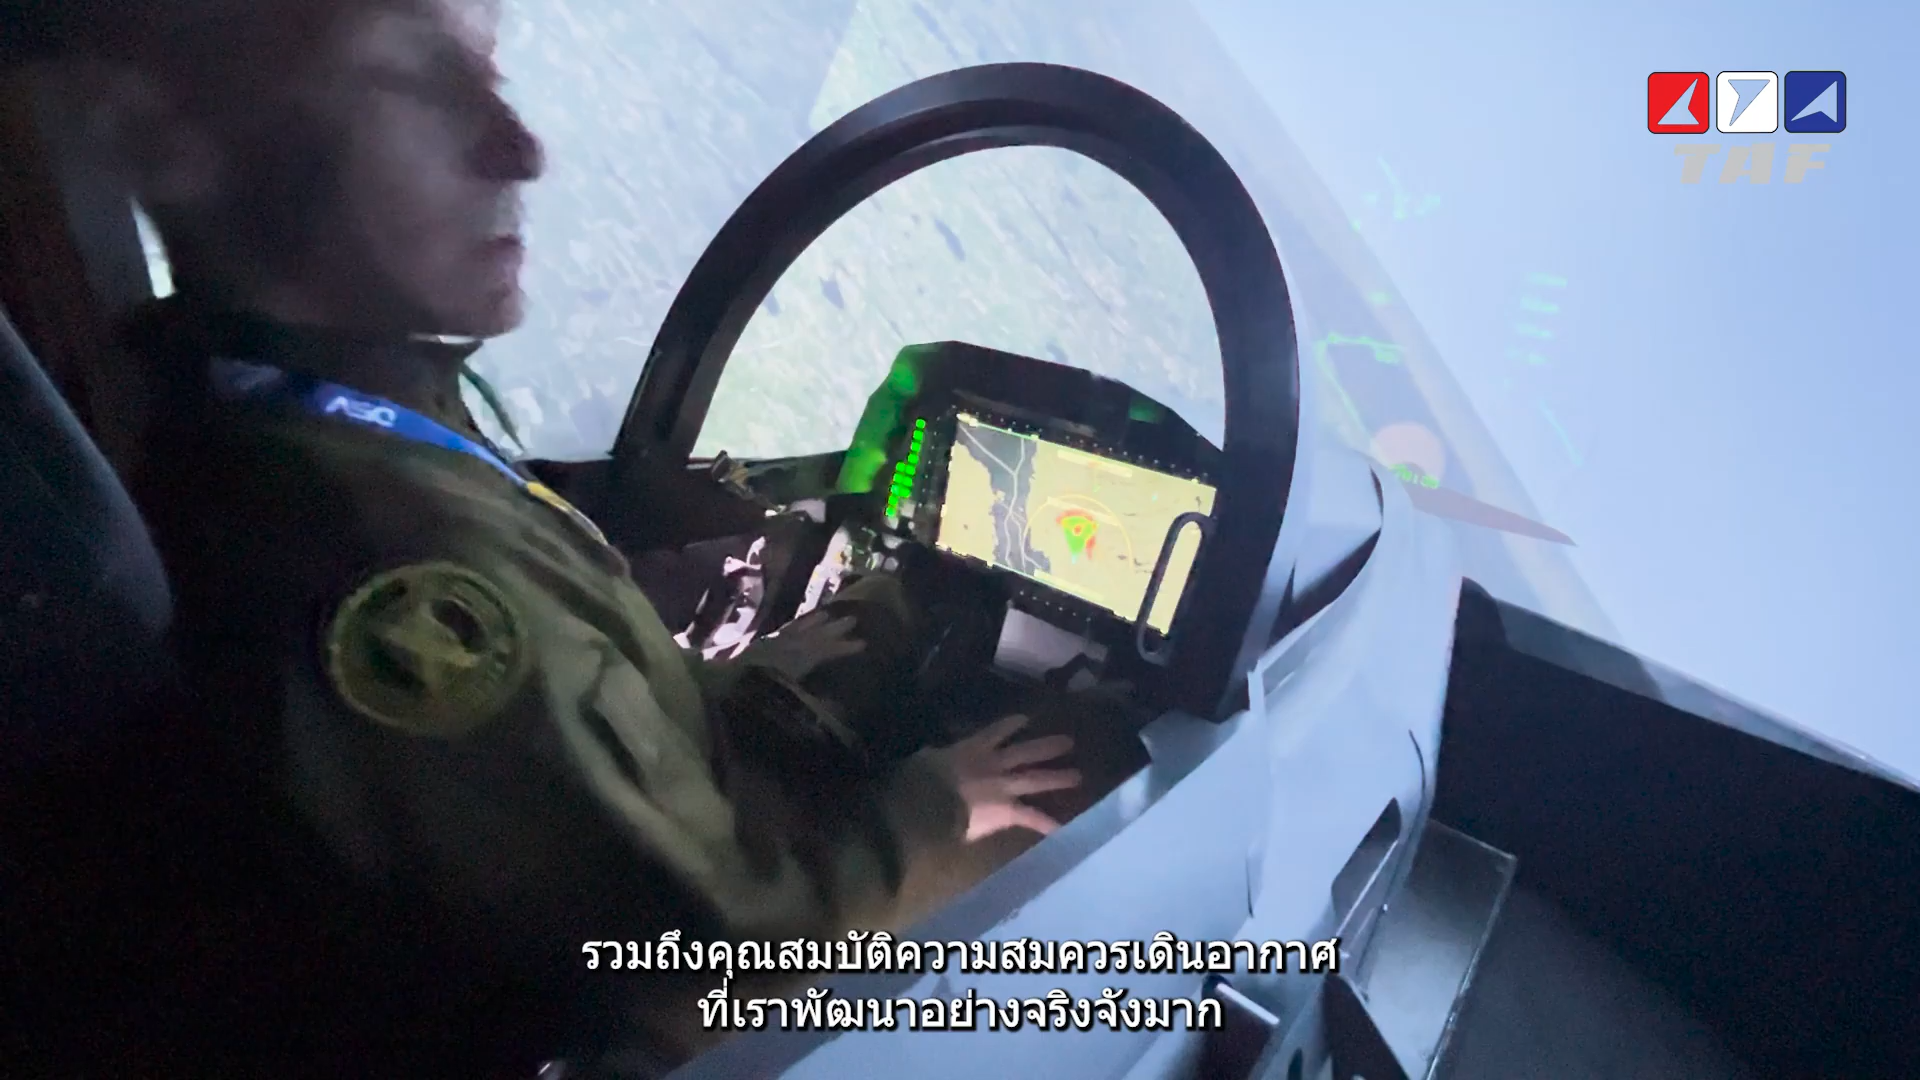 TAF
รวมถึงคุณสมบัติความสมควรเดินอากาศ
ที่เราพัฒนาอย่างจริงจังมาก